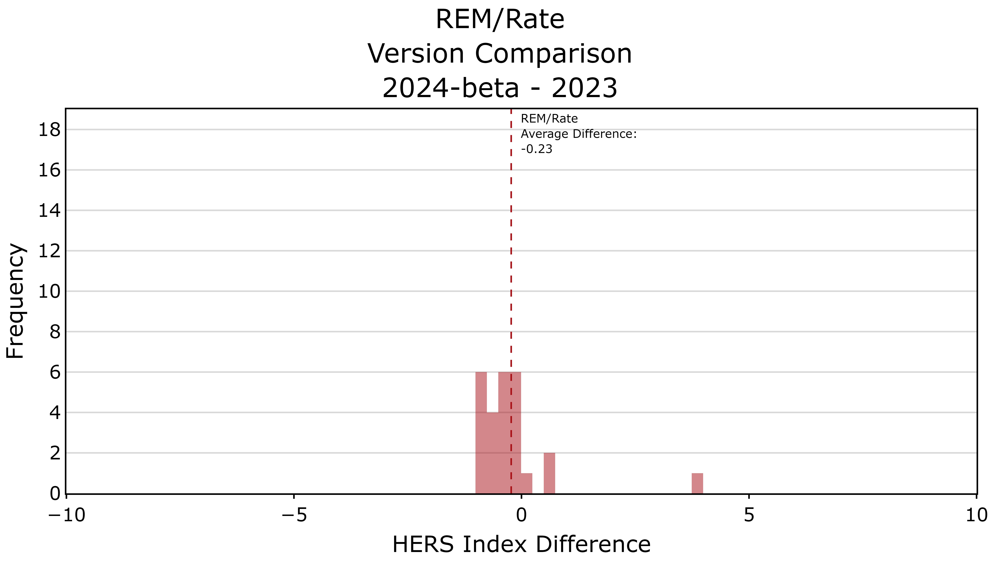 REM/Rate
Version Comparison
2024-beta - 2023
REM/Rate
Average Difference:
-0.23
18
16
14
12
10
8
6
4
2
0
Frequency
−10
−5
0
5
10
HERS Index Difference